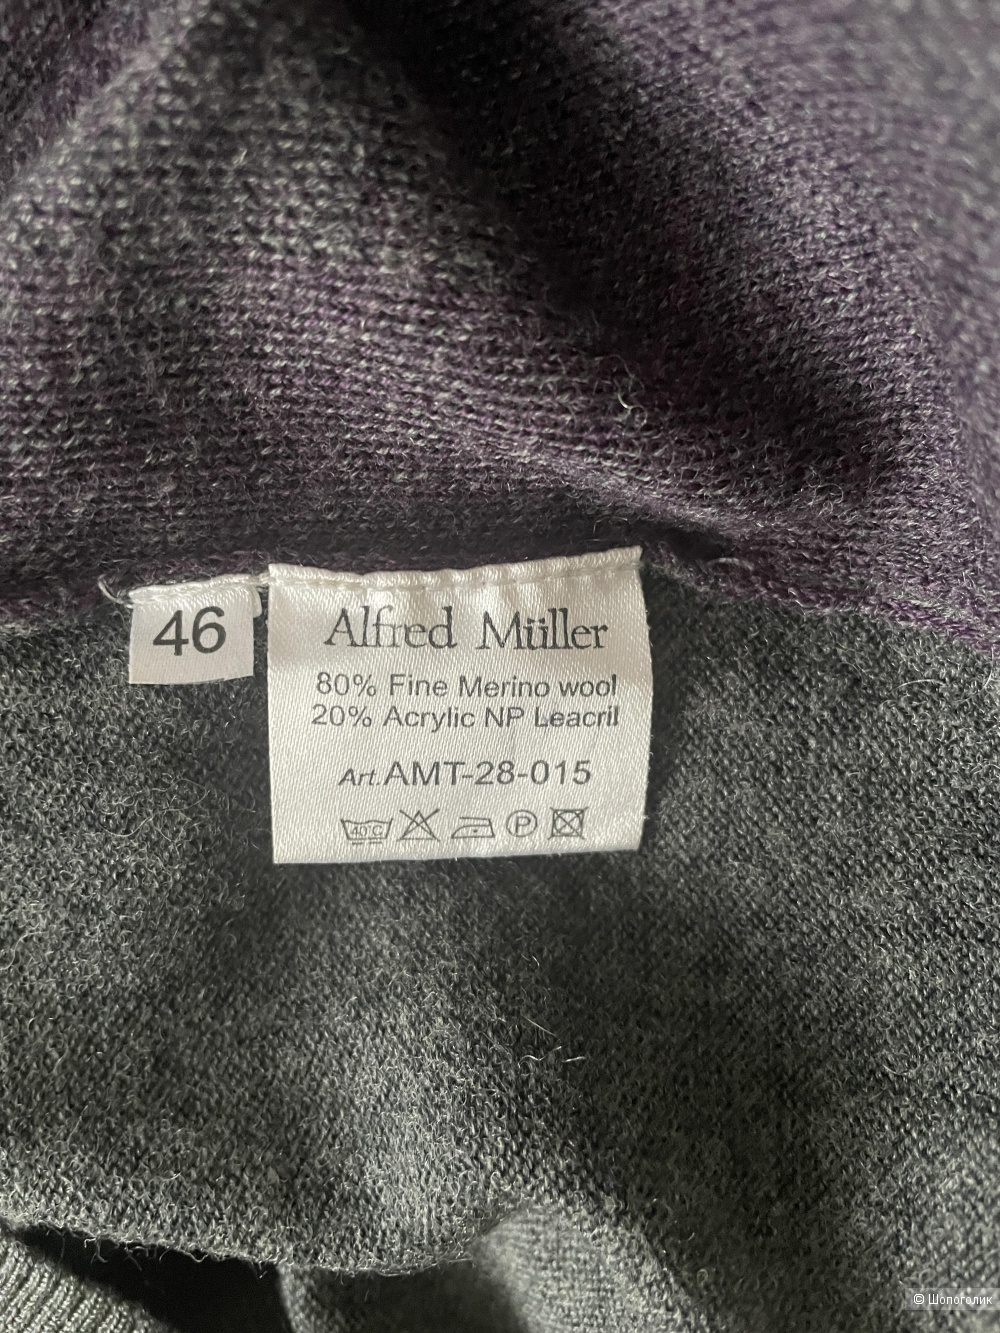 46
Alfred Müller
80% Fine Merino wool
20% Acrylic NP Leacril
Art.AMT-28-015
40°C P
© Шопоголик